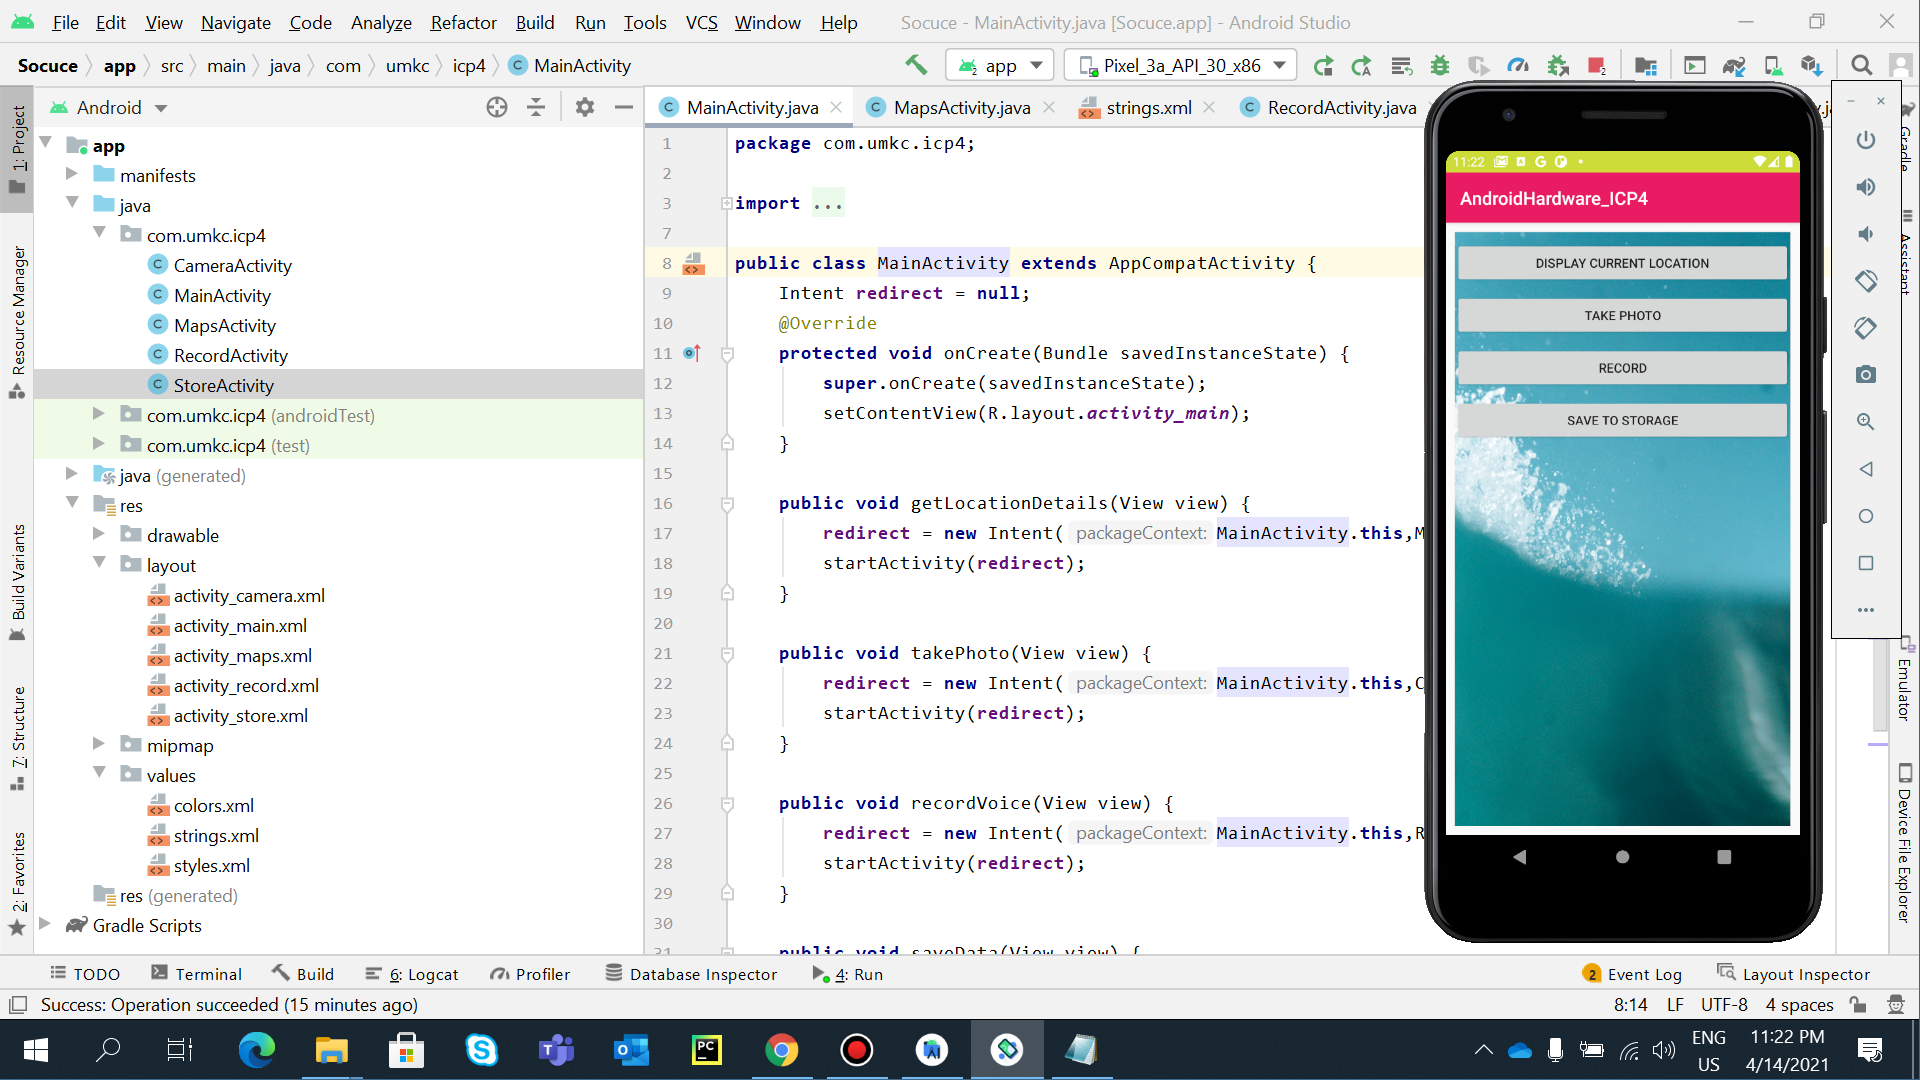 File Edit View Navigate Code Analyze Refactor Build Run Tools VCS Window Help Socuce - MainActivity.java [Socuce.app] - Android Studio
Socuce app src main java com umkc icp4 MainActivity app Pixel_3a_API_30_x86
Android
MainActivity.java MapsActivity.java strings.xml RecordActivity.java
1: Project
Resource Manager
Build Variants
7: Structure
2: Favorites
app
manifests
java
com.umkc.icp4
CameraActivity
MainActivity
MapsActivity
RecordActivity
StoreActivity
com.umkc.icp4 (androidTest)
com.umkc.icp4 (test)
java (generated)
res
drawable
layout
activity_camera.xml
activity_main.xml
activity_maps.xml
activity_record.xml
activity_store.xml
mipmap
values
colors.xml
strings.xml
styles.xml
res (generated)
Gradle Scripts
1 package com.umkc.icp4;
2
3 import ...
7
8 public class MainActivity extends AppCompatActivity {
9 Intent redirect = null;
10 @Override
11 protected void onCreate(Bundle savedInstanceState) {
12 super.onCreate(savedInstanceState);
13 setContentView(R.layout.activity_main);
14 }
15
16 public void getLocationDetails(View view) {
17 redirect = new Intent( packageContext: MainActivity.this,M
18 startActivity(redirect);
19 }
20
21 public void takePhoto(View view) {
22 redirect = new Intent( packageContext: MainActivity.this,C
23 startActivity(redirect);
24 }
25
26 public void recordVoice(View view) {
27 redirect = new Intent( packageContext: MainActivity.this,R
28 startActivity(redirect);
29 }
30
31 public void saveData(View view) {
11:22
AndroidHardware_ICP4
DISPLAY CURRENT LOCATION
TAKE PHOTO
RECORD
SAVE TO STORAGE
Gradle
Assistant
Emulator
Device File Explorer
TODO Terminal Build 6: Logcat Profiler Database Inspector 4: Run 2 Event Log Layout Inspector
Success: Operation succeeded (15 minutes ago) 8:14 LF UTF-8 4 spaces
ENG 11:22 PM
US 4/14/2021